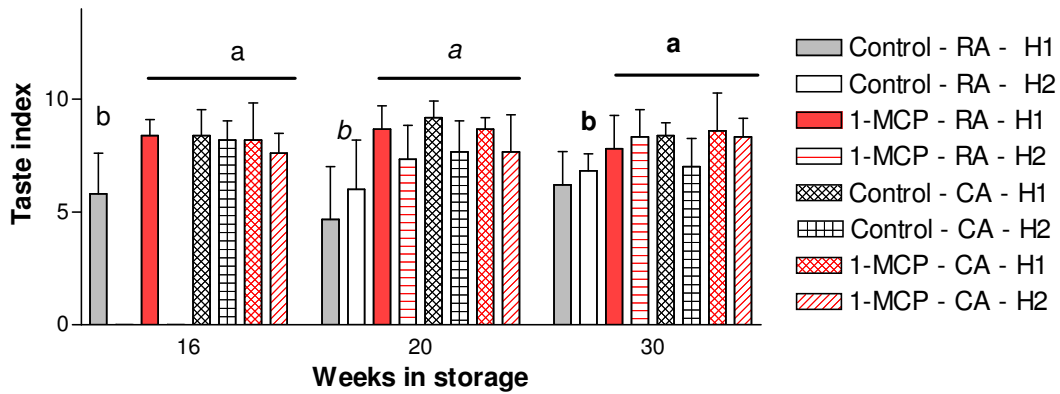 a
b
a
b
a
b
10
5
0
Taste index
16
20
30
Weeks in storage
Control - RA - H1
Control - RA - H2
1-MCP - RA - H1
1-MCP - RA - H2
Control - CA - H1
Control - CA - H2
1-MCP - CA - H1
1-MCP - CA - H2